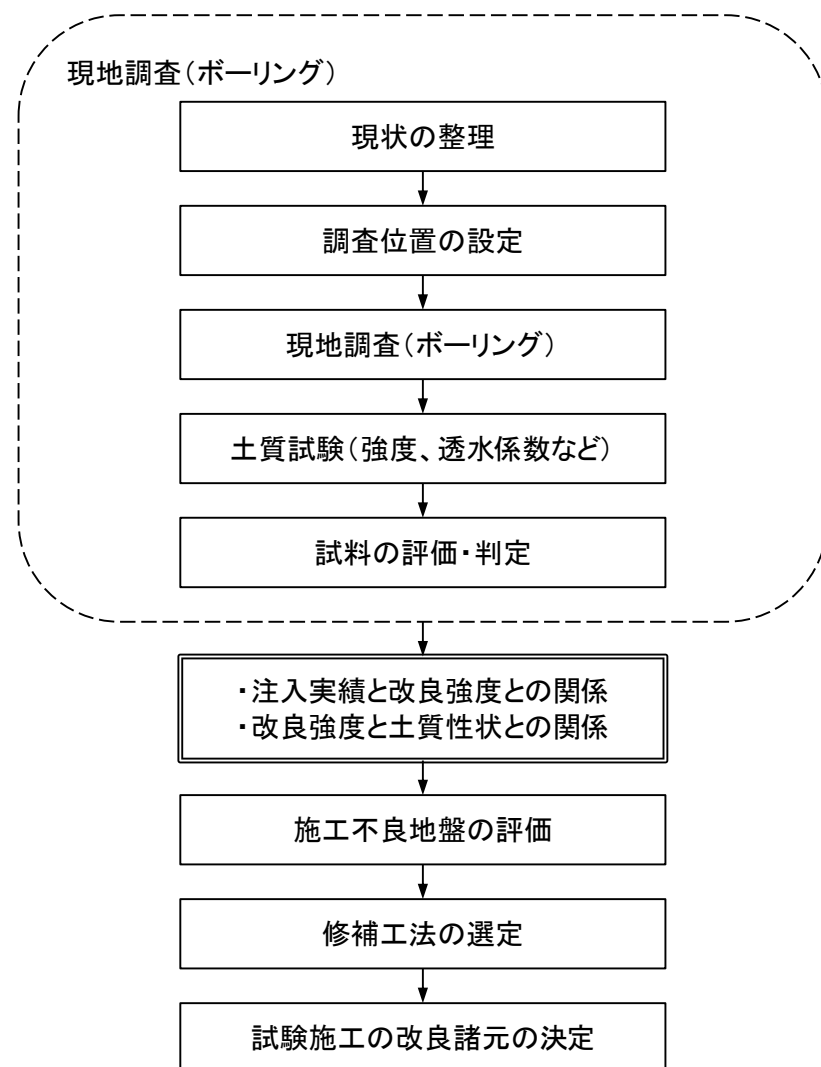 現地調査（ボーリング）
現状の整理
調査位置の設定
現地調査（ボーリング）
土質試験（強度、透水係数など）
試料の評価・判定
・注入実績と改良強度との関係
・改良強度と土質性状との関係
施工不良地盤の評価
修補工法の選定
試験施工の改良諸元の決定